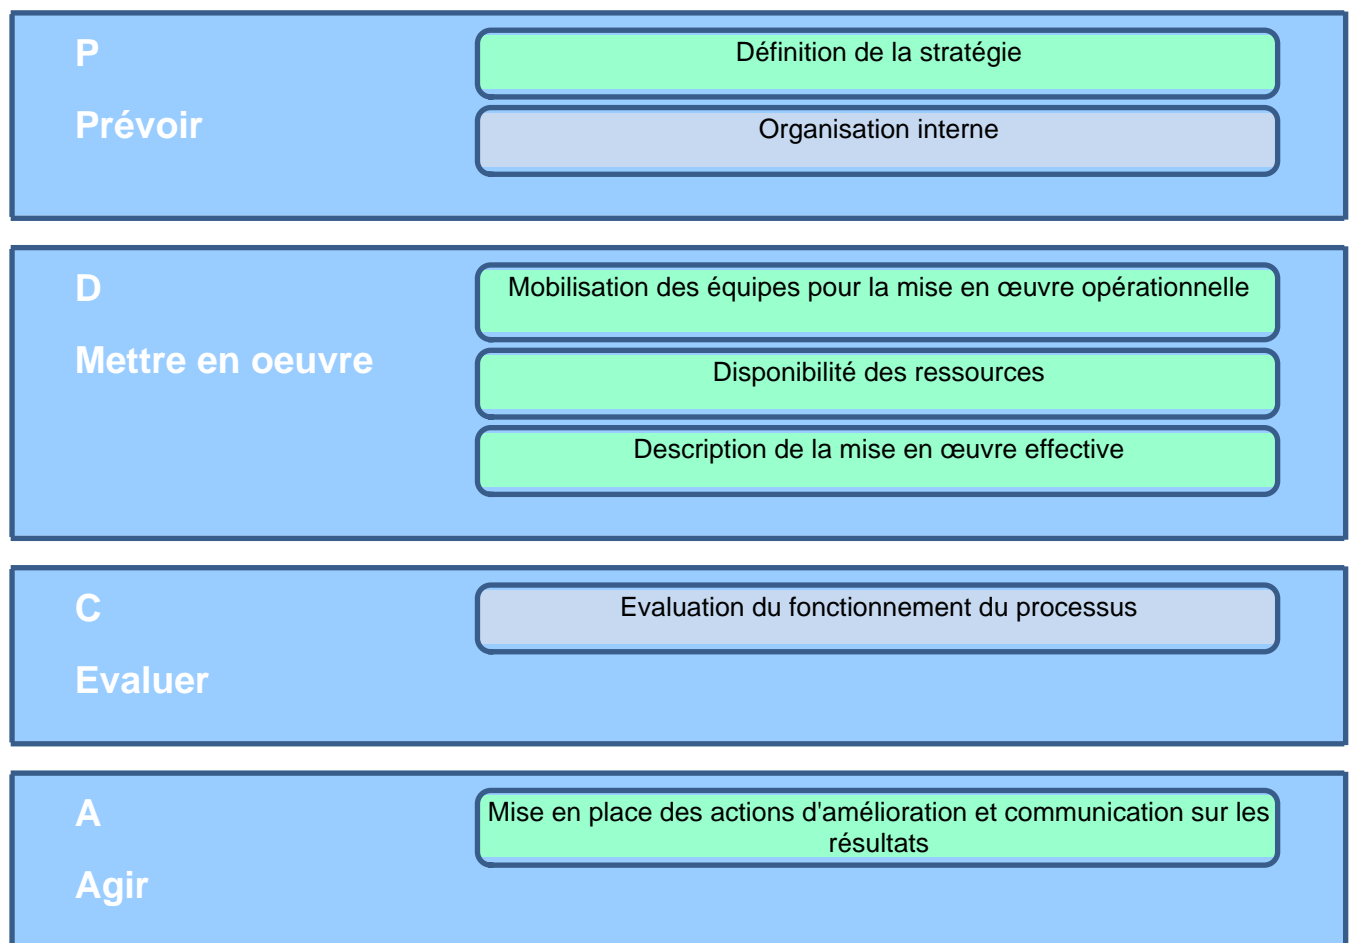 P
Prévoir
Définition de la stratégie
Organisation interne
D
Mettre en oeuvre
Mobilisation des équipes pour la mise en œuvre opérationnelle
Disponibilité des ressources
Description de la mise en œuvre effective
C
Evaluer
Evaluation du fonctionnement du processus
A
Agir
Mise en place des actions d'amélioration et communication sur les
résultats